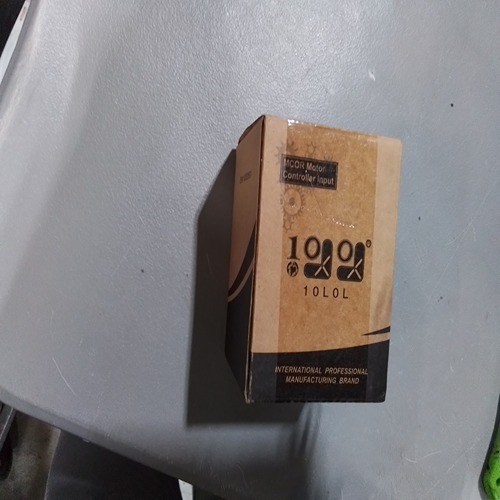 MCOR Motor
Controller Input
10L0L
INTERNATIONAL PROFESSIONAL
MANUFACTURING BRAND